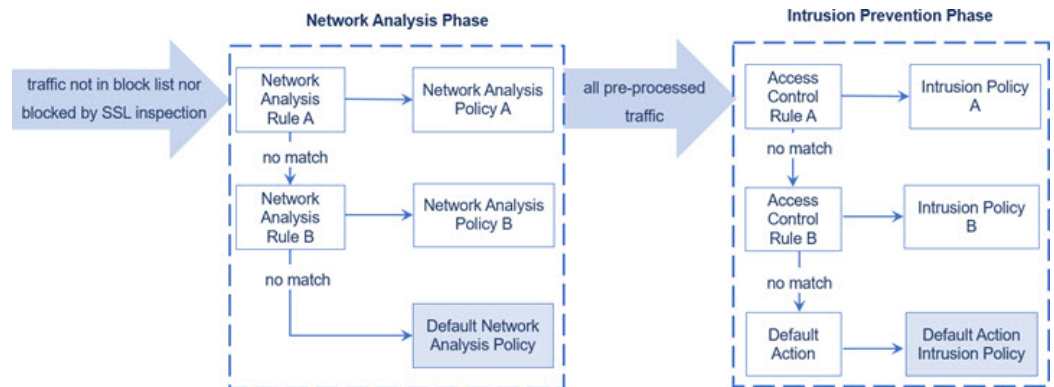 Network Analysis Phase
traffic not in block list nor
blocked by SSL inspection
Network
Analysis
Rule A
Network Analysis
Policy A
no match
Network
Analysis
Rule B
Network Analysis
Policy B
no match
Default Network
Analysis Policy
all pre-processed
traffic
Intrusion Prevention Phase
Access
Control
Rule A
Intrusion Policy
A
no match
Access
Control
Rule B
Intrusion Policy
B
no match
Default
Action
Default Action
Intrusion Policy